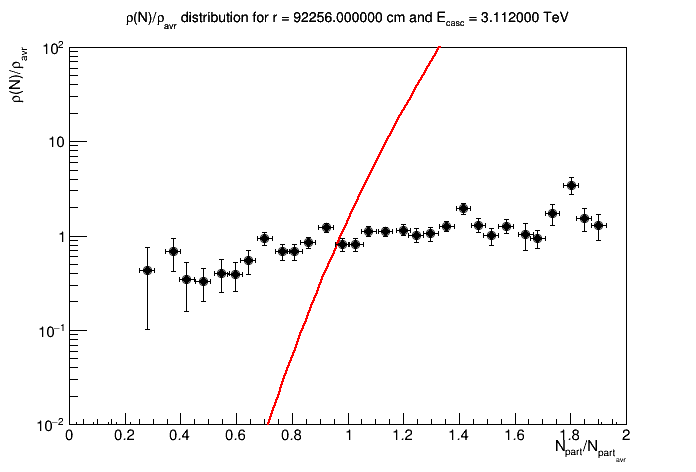 ρ(N)/ρavr distribution for r = 92256.000000 cm and Ecasc = 3.112000 TeV
ρ(N)/ρavr
10²
10
1
10⁻¹
10⁻²
0 0.2 0.4 0.6 0.8 1 1.2 1.4 1.6 1.8 2
Npart/Npartavr